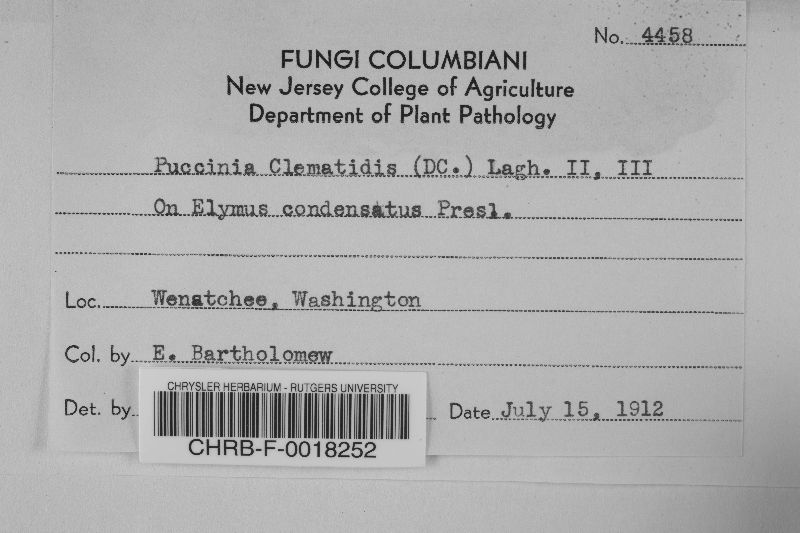 No. 4458
FUNGI COLUMBIANI
New Jersey College of Agriculture
Department of Plant Pathology
Puccinia Clematidis (DC.) Lagh. II, III
On Elymus condensatus Presl.
Loc. Wenatchee, Washington
Col. by E. Bartholomew
Det. by
Date July 15, 1912
CHRYSLER HERBARIUM - RUTGERS UNIVERSITY
CHRB-F-0018252